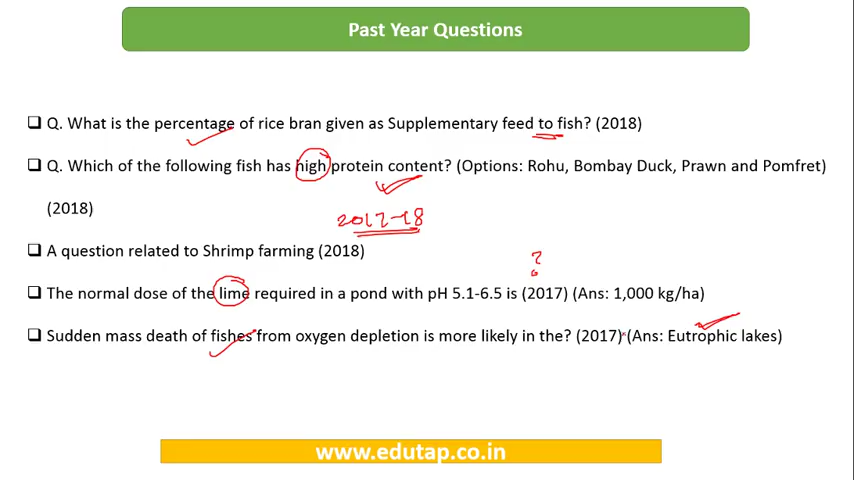 Past Year Questions
❑ Q. What is the percentage of rice bran given as Supplementary feed to fish? (2018)
❑ Q. Which of the following fish has high protein content? (Options: Rohu, Bombay Duck, Prawn and Pomfret)
(2018)
2017-18
❑ A question related to Shrimp farming (2018)
?
❑ The normal dose of the lime required in a pond with pH 5.1-6.5 is (2017) (Ans: 1,000 kg/ha)
❑ Sudden mass death of fishes from oxygen depletion is more likely in the? (2017) (Ans: Eutrophic lakes)
www.edutap.co.in